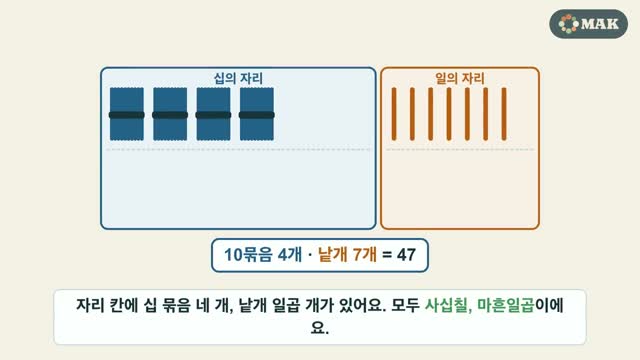 MAK
십의 자리
일의 자리
10묶음 4개 · 낱개 7개 = 47
자리 칸에 십 묶음 네 개, 낱개 일곱 개가 있어요. 모두 사십칠, 마흔일곱이에
요.